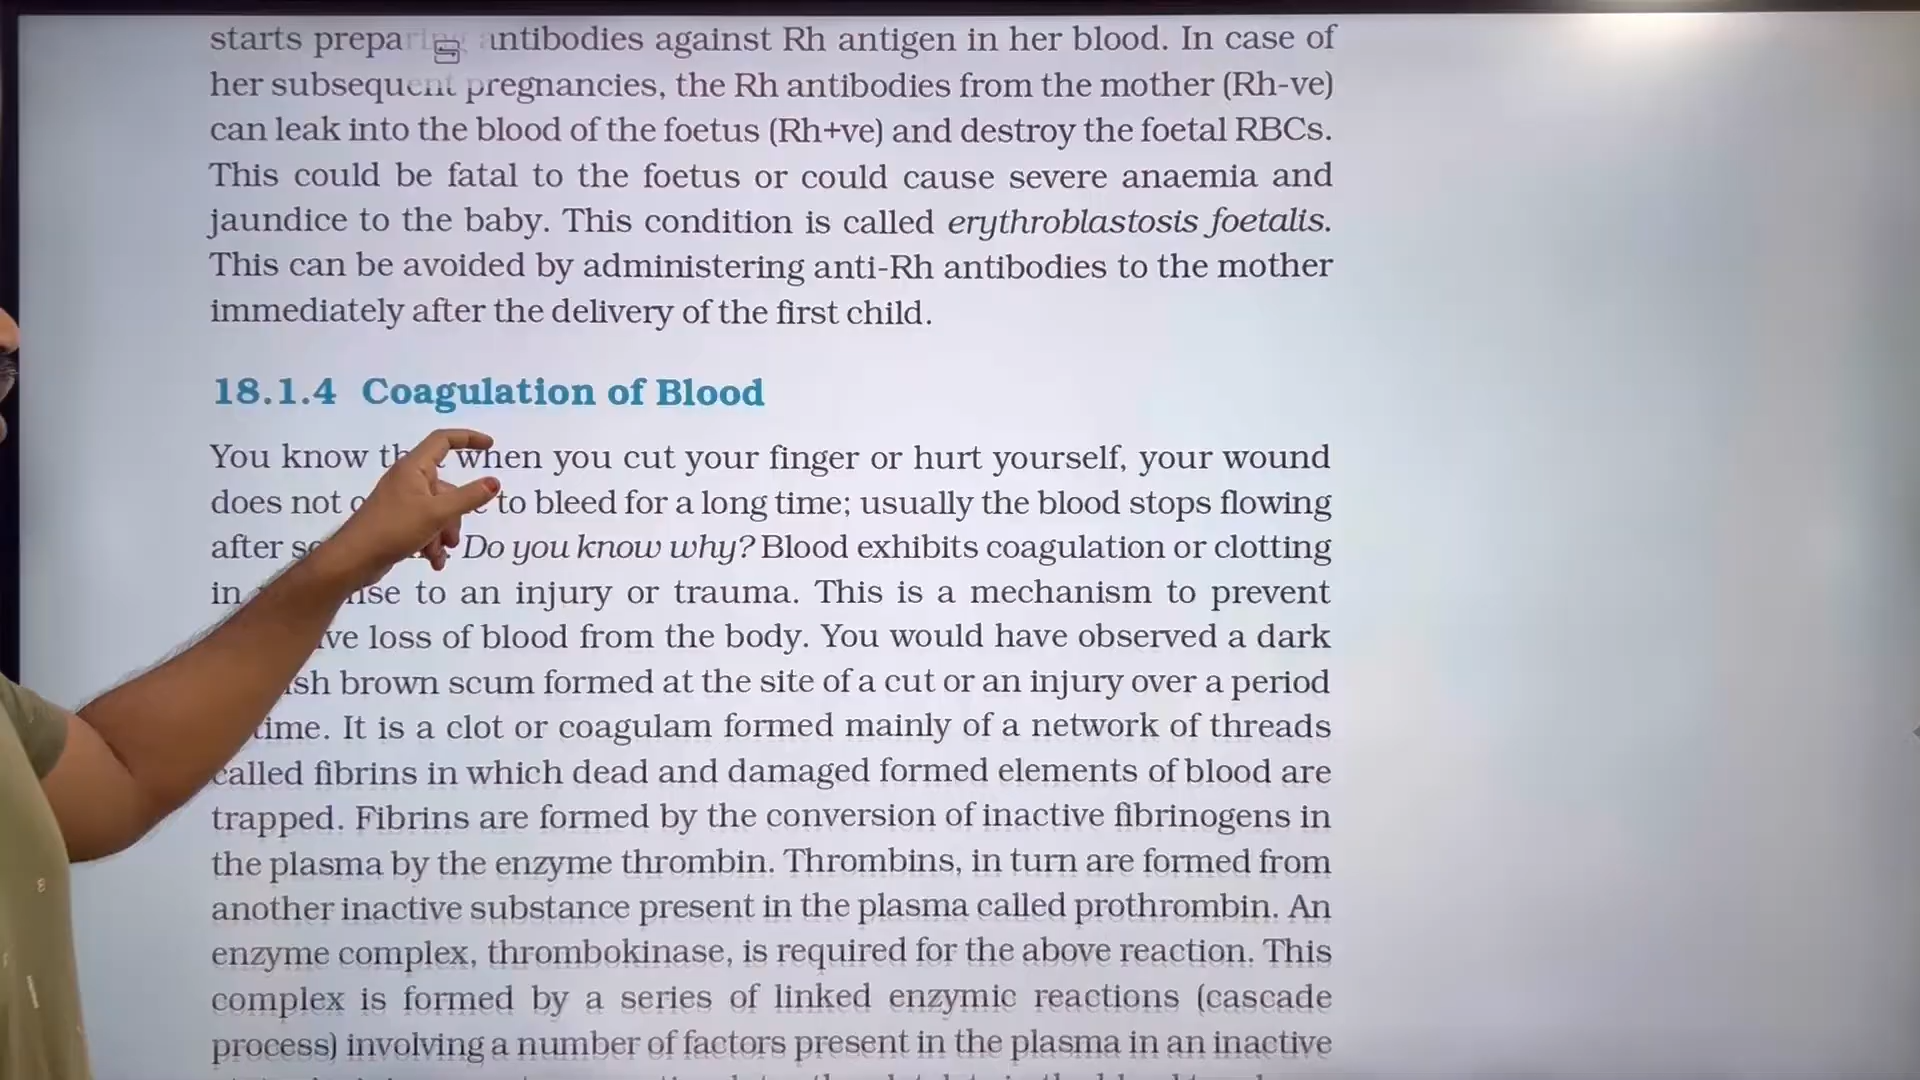 starts antibodies against Rh antigen in her blood. In case of
her subsequent pregnancies, the Rh antibodies from the mother (Rh-ve)
can leak into the blood of the foetus (Rh+ve) and destroy the foetal RBCs.
This could be fatal to the foetus or could cause severe anaemia and
jaundice to the baby. This condition is called erythroblastosis foetalis.
This can be avoided by administering anti-Rh antibodies to the mother
immediately after the delivery of the first child.
18.1.4 Coagulation of Blood
You know when you cut your finger or hurt yourself, your wound
does not to bleed for a long time; usually the blood stops flowing
after Do you know why? Blood exhibits coagulation or clotting
in to an injury or trauma. This is a mechanism to prevent
loss of blood from the body. You would have observed a dark
brown scum formed at the site of a cut or an injury over a period
time. It is a clot or coagulam formed mainly of a network of threads
called fibrins in which dead and damaged formed elements of blood are
trapped. Fibrins are formed by the conversion of inactive fibrinogens in
the plasma by the enzyme thrombin. Thrombins, in turn are formed from
another inactive substance present in the plasma called prothrombin. An
enzyme complex, thrombokinase, is required for the above reaction. This
complex is formed by a series of linked enzymic reactions (cascade
process) involving a number of factors present in the plasma in an inactive